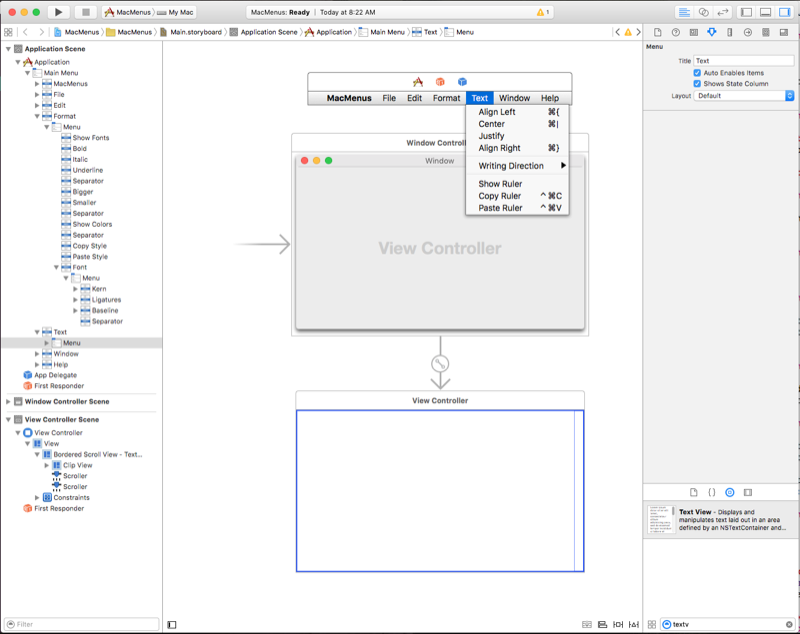 MacMenus My Mac
MacMenus: Ready | Today at 8:22 AM
1
MacMenus MacMenus Main.storyboard Application Scene Application Main Menu Text Menu
Application Scene
Application
Main Menu
MacMenus
File
Edit
Format
Menu
Show Fonts
Bold
Italic
Underline
Separator
Bigger
Smaller
Separator
Show Colors
Separator
Copy Style
Paste Style
Font
Menu
Kern
Ligatures
Baseline
Separator
Text
Menu
Window
Help
App Delegate
First Responder
Window Controller Scene
View Controller Scene
View Controller
View
Bordered Scroll View - Text...
Clip View
Scroller
Scroller
Constraints
First Responder
Filter
MacMenus File Edit Format Text Window Help
Align Left ⌘{
Center ⌘|
Justify
Align Right ⌘}
Writing Direction
Show Ruler
Copy Ruler ^⌘C
Paste Ruler ^⌘V
Window Controll
Window
View Controller
View Controller
Menu
Title Text
Auto Enables Items
Shows State Column
Layout Default
Text View - Displays and
manipulates text laid out in an area
defined by an NSTextContainer and...
textv